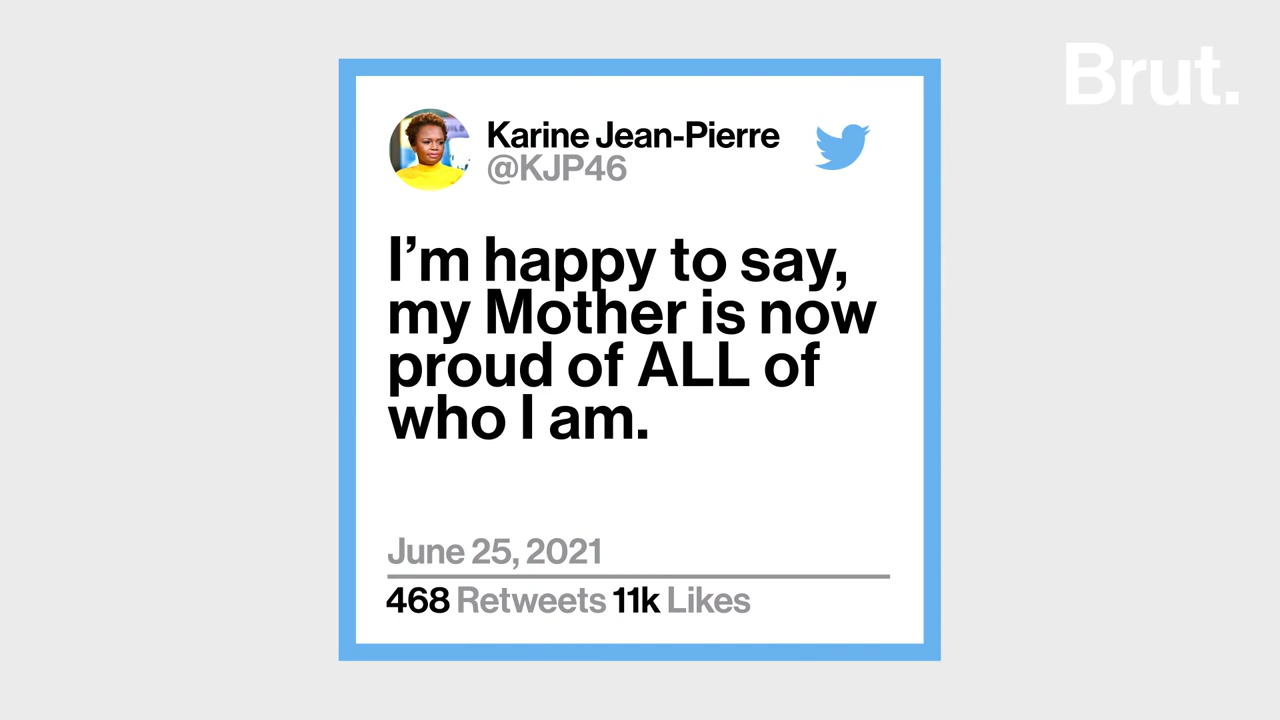 Brut.
Karine Jean-Pierre
@KJP46
I’m happy to say,
my Mother is now
proud of ALL of
who I am.
June 25, 2021
468 Retweets 11k Likes